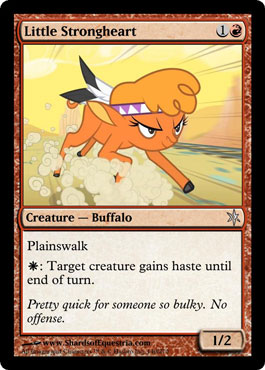 Little Strongheart 1
Creature — Buffalo
Plainswalk
: Target creature gains haste until
end of turn.
Pretty quick for someone so bulky. No
offense.
www.ShardsofEquestria.com
1/2